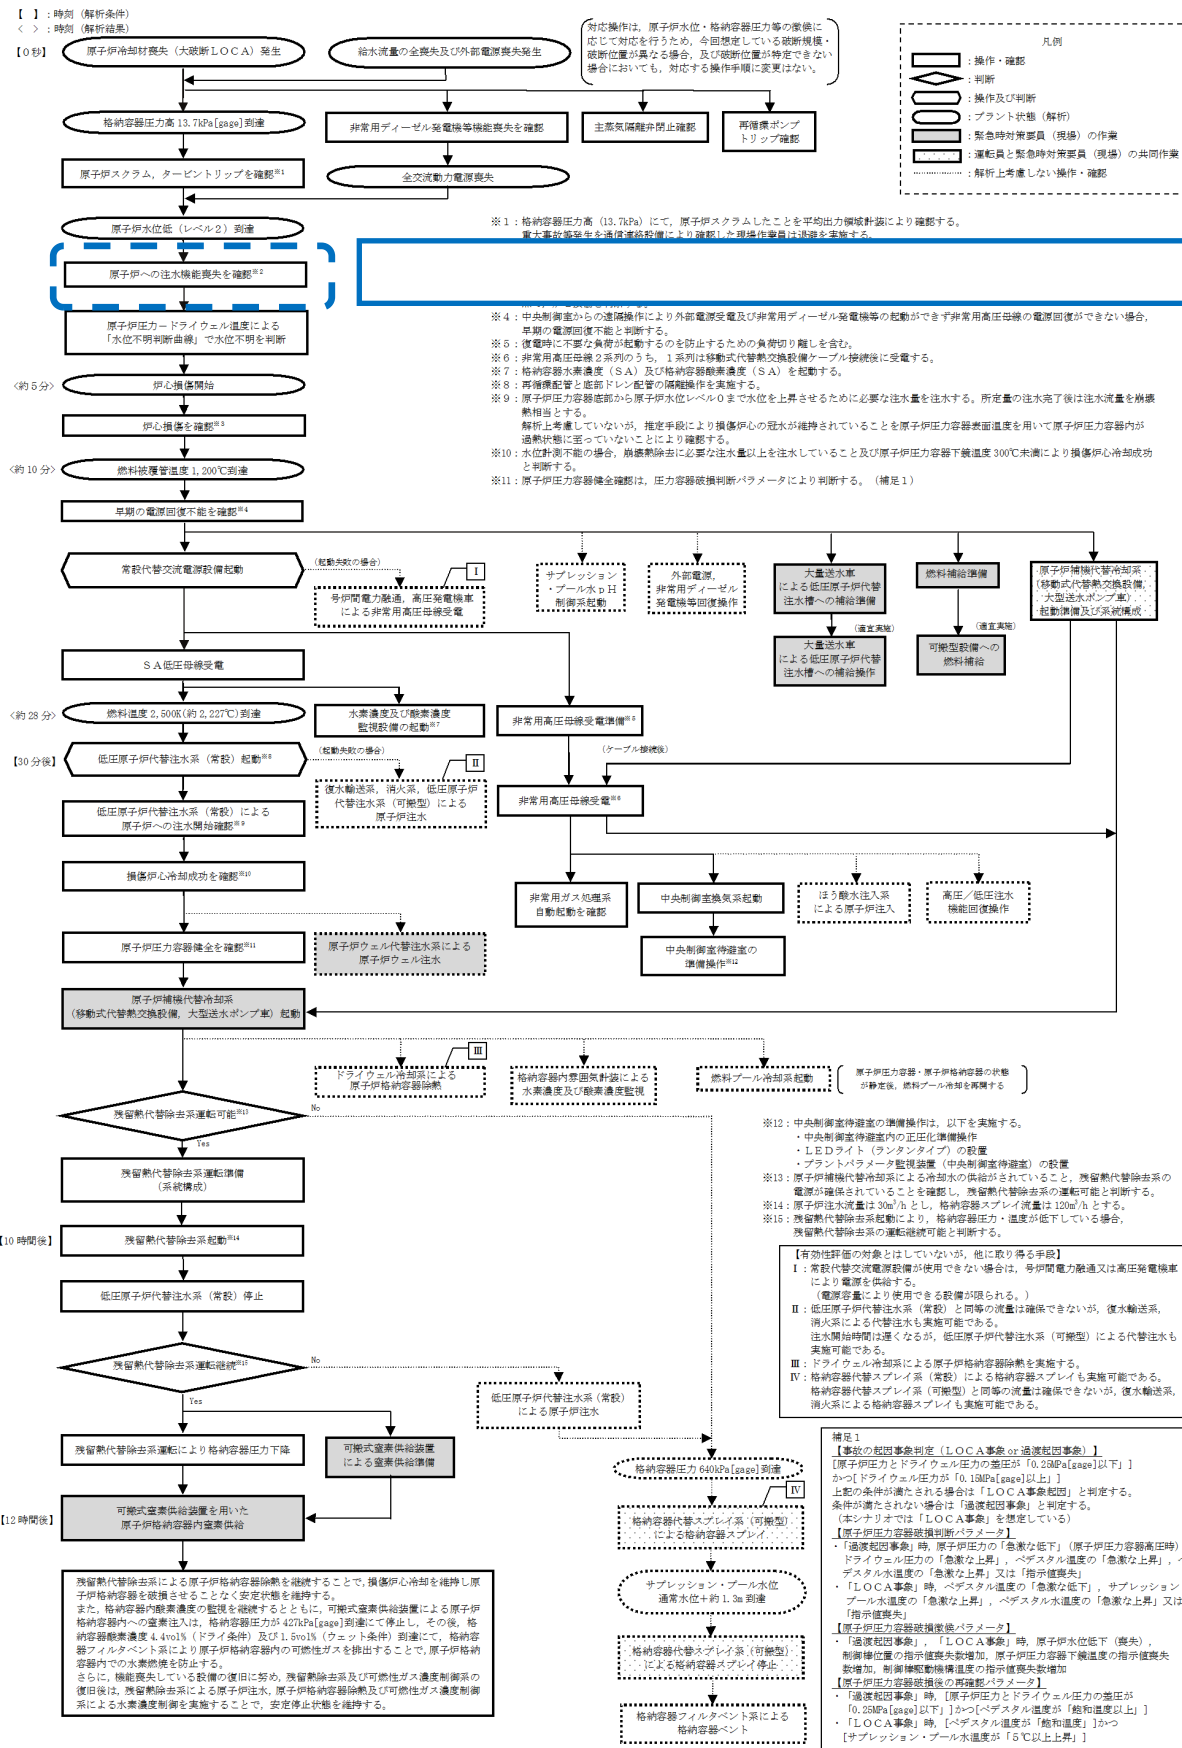 【　】：時刻（解析条件）
＜　＞：時刻（解析結果）
【０秒】
原子炉冷却材喪失（大破断ＬＯＣＡ）発生
給水流量の全喪失及び外部電源喪失発生
対応操作は，原子炉水位・格納容器圧力等の徴候に
応じて対応を行うため，今回想定している破断規模・
破断位置が異なる場合，及び破断位置が特定できない
場合においても，対応する操作手順に変更はない。
凡例
：操作・確認
：判断
：操作及び判断
：プラント状態（解析）
：緊急時対策要員（現場）の作業
：運転員と緊急時対策要員（現場）の共同作業
：解析上考慮しない操作・確認
格納容器圧力高 13.7kPa[gage]到達
非常用ディーゼル発電機等機能喪失を確認
主蒸気隔離弁閉止確認
再循環ポンプ
トリップ確認
原子炉スクラム，タービントリップを確認※1
全交流動力電源喪失
原子炉水位低（レベル２）到達
※１：格納容器圧力高（13.7kPa）にて，原子炉スクラムしたことを平均出力領域計装により確認する。
重大事故等発生を通信連絡設備により確認した現場作業員は退避を実施する。
原子炉への注水機能喪失を確認※2
原子炉圧力－ドライウェル温度による
「水位不明判断曲線」で水位不明を判断
※４：中央制御室からの遠隔操作により外部電源受電及び非常用ディーゼル発電機等の起動ができず非常用高圧母線の電源回復ができない場合，
早期の電源回復不能と判断する。
※５：復電時に不要な負荷が起動するのを防止するための負荷切り離しを含む。
※６：非常用高圧母線２系列のうち，１系列は移動式代替熱交換設備ケーブル接続後に受電する。
※７：格納容器水素濃度（ＳＡ）及び格納容器酸素濃度（ＳＡ）を起動する。
※８：再循環配管と底部ドレン配管の隔離操作を実施する。
※９：原子炉圧力容器底部から原子炉水位レベル０まで水位を上昇させるために必要な注水量を注水する。所定量の注水完了後は注水流量を崩壊
熱相当とする。
解析上考慮していないが，推定手段により損傷炉心の冠水が維持されていることを原子炉圧力容器表面温度を用いて原子炉圧力容器内が
過熱状態に至っていないことにより確認する。
※10：水位計測不能の場合，崩壊熱除去に必要な注水量以上を注水していること及び原子炉圧力容器下鏡温度 300℃未満により損傷炉心冷却成功
と判断する。
※11：原子炉圧力容器健全確認は，圧力容器破損判断パラメータにより判断する。（補足１）
＜約５分＞
炉心損傷開始
炉心損傷を確認※3
＜約 10 分＞
燃料被覆管温度 1,200℃到達
早期の電源回復不能を確認※4
常設代替交流電源設備起動
（起動失敗の場合）
Ⅰ
号炉間電力融通，高圧発電機車
による非常用高圧母線受電
サプレッション
・プール水ｐＨ
制御系起動
外部電源，
非常用ディーゼル
発電機等回復操作
大量送水車
による低圧原子炉代替
注水槽への補給準備
燃料補給準備
原子炉補機代替冷却系
（移動式代替熱交換設備，
大型送水ポンプ車）
起動準備及び系統構成
（適宜実施）
（適宜実施）
大量送水車
による低圧原子炉代替
注水槽への補給操作
可搬型設備への
燃料補給
ＳＡ低圧母線受電
＜約 28 分＞
燃料温度 2,500K(約 2,227℃)到達
水素濃度及び酸素濃度
監視設備の起動※7
非常用高圧母線受電準備※5
【30 分後】
低圧原子炉代替注水系（常設）起動※8
（起動失敗の場合）
Ⅱ
（ケーブル接続後）
復水輸送系，消火系，低圧原子炉
代替注水系（可搬型）による
原子炉注水
非常用高圧母線受電※6
低圧原子炉代替注水系（常設）による
原子炉への注水開始確認※9
損傷炉心冷却成功を確認※10
非常用ガス処理系
自動起動を確認
中央制御室換気系起動
ほう酸水注入系
による原子炉注入
高圧／低圧注水
機能回復操作
原子炉圧力容器健全を確認※11
原子炉ウェル代替注水系による
原子炉ウェル注水
中央制御室待避室の
準備操作※12
原子炉補機代替冷却系
（移動式代替熱交換設備，大型送水ポンプ車）起動
Ⅲ
ドライウェル冷却系による
原子炉格納容器除熱
格納容器内雰囲気計装による
水素濃度及び酸素濃度監視
燃料プール冷却系起動
原子炉圧力容器・原子炉格納容器の状態
が静定後，燃料プール冷却を再開する
残留熱代替除去系運転可能※13
No
Yes
※12：中央制御室待避室の準備操作は，以下を実施する。
・中央制御室待避室内の正圧化準備操作
・ＬＥＤライト（ランタンタイプ）の設置
・プラントパラメータ監視装置（中央制御室待避室）の設置
※13：原子炉補機代替冷却系による冷却水の供給がされていること，残留熱代替除去系の
電源が確保されていることを確認し，残留熱代替除去系の運転可能と判断する。
※14：原子炉注水流量は 30m³/h とし，格納容器スプレイ流量は 120m³/h とする。
※15：残留熱代替除去系起動により，格納容器圧力・温度が低下している場合，
残留熱代替除去系の運転継続可能と判断する。
残留熱代替除去系運転準備
（系統構成）
【10 時間後】
残留熱代替除去系起動※14
低圧原子炉代替注水系（常設）停止
残留熱代替除去系運転継続※15
No
Yes
【有効性評価の対象とはしていないが，他に取り得る手段】
Ⅰ：常設代替交流電源設備が使用できない場合は，号炉間電力融通又は高圧発電機車
により電源を供給する。
（電源容量により使用できる設備が限られる。）
Ⅱ：低圧原子炉代替注水系（常設）と同等の流量は確保できないが，復水輸送系，
消火系による代替注水も実施可能である。
注水開始時間は遅くなるが，低圧原子炉代替注水系（可搬型）による代替注水も
実施可能である。
Ⅲ：ドライウェル冷却系による原子炉格納容器除熱を実施する。
Ⅳ：格納容器代替スプレイ系（常設）による格納容器スプレイも実施可能である。
格納容器代替スプレイ系（可搬型）と同等の流量は確保できないが，復水輸送系，
消火系による格納容器スプレイも実施可能である。
低圧原子炉代替注水系（常設）
による原子炉注水
残留熱代替除去系運転により格納容器圧力下降
可搬式窒素供給装置
による窒素供給準備
格納容器圧力 640kPa[gage]到達
Ⅳ
【12 時間後】
可搬式窒素供給装置を用いた
原子炉格納容器内窒素供給
格納容器代替スプレイ系（可搬型）
による格納容器スプレイ
サプレッション・プール水位
通常水位＋約 1.3m 到達
格納容器代替スプレイ系（可搬型）
による格納容器スプレイ停止
格納容器フィルタベント系による
格納容器ベント
残留熱代替除去系による原子炉格納容器除熱を継続することで，損傷炉心冷却を維持し原
子炉格納容器を破損させることなく安定状態を維持する。
また，格納容器内酸素濃度の監視を継続するとともに，可搬式窒素供給装置による原子炉
格納容器内への窒素注入は，格納容器圧力が 427kPa[gage]到達にて停止し，その後，格
納容器酸素濃度 4.4vol%（ドライ条件）及び 1.5vol%（ウェット条件）到達にて，格納容
器フィルタベント系により原子炉格納容器内の可燃性ガスを排出することで，原子炉格納
容器内での水素燃焼を防止する。
さらに，機能喪失している設備の復旧に努め，残留熱除去系及び可燃性ガス濃度制御系の
復旧後は，残留熱除去系による原子炉注水，原子炉格納容器除熱及び可燃性ガス濃度制御
系による水素濃度制御を実施することで，安定停止状態を維持する。
補足１
【事故の起因事象判定（ＬＯＣＡ事象 or 過渡起因事象）】
[原子炉圧力とドライウェル圧力の差圧が「0.25MPa[gage]以下」]
かつ[ドライウェル圧力が「0.15MPa[gage]以上」]
上記の条件が満たされる場合は「ＬＯＣＡ事象起因」と判定する。
条件が満たされない場合は「過渡起因事象」と判定する。
（本シナリオでは「ＬＯＣＡ事象」を想定している）
【原子炉圧力容器破損判断パラメータ】
・「過渡起因事象」時，原子炉圧力の「急激な低下」（原子炉圧力容器高圧時）
ドライウェル圧力の「急激な上昇」，ペデスタル温度の「急激な上昇」，
デスタル水温度の「急激な上昇」又は「指示値喪失」
・「ＬＯＣＡ事象」時，ペデスタル温度の「急激な低下」，サプレッション
プール水温度の「急激な上昇」，ペデスタル水温度の「急激な上昇」又は
「指示値喪失」
【原子炉圧力容器破損徴候パラメータ】
・「過渡起因事象」，「ＬＯＣＡ事象」時，原子炉水位低下（喪失），
制御棒位置の指示値喪失数増加，原子炉圧力容器下鏡温度の指示値喪失
数増加，制御棒駆動機構温度の指示値喪失数増加
【原子炉圧力容器破損後の再確認パラメータ】
・「過渡起因事象」時，[原子炉圧力とドライウェル圧力の差圧が
「0.25MPa[gage]以下」]かつ[ペデスタル温度が「飽和温度以上」]
・「ＬＯＣＡ事象」時，[ペデスタル温度が「飽和温度」]かつ
[サプレッション・プール水温度が「５℃以上上昇」]